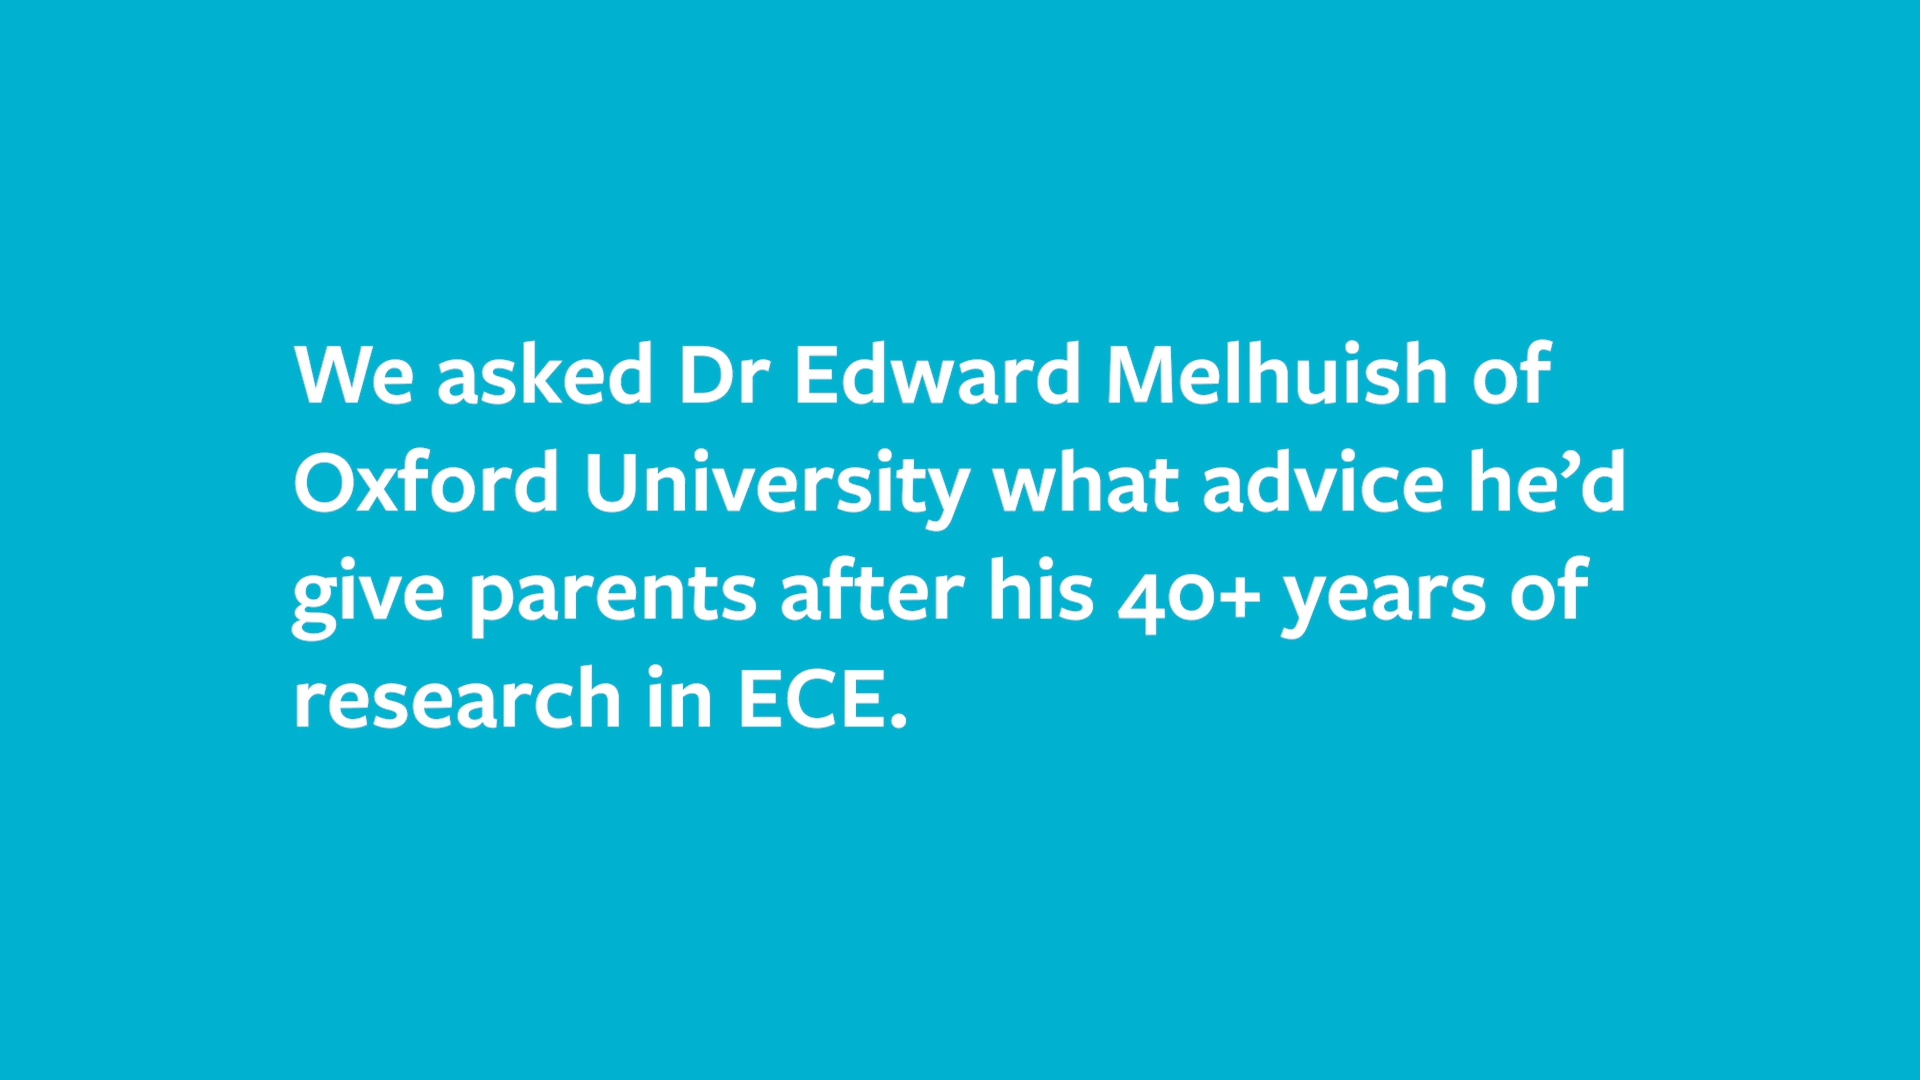 We asked Dr Edward Melhuish of
Oxford University what advice he’d
give parents after his 40+ years of
research in ECE.